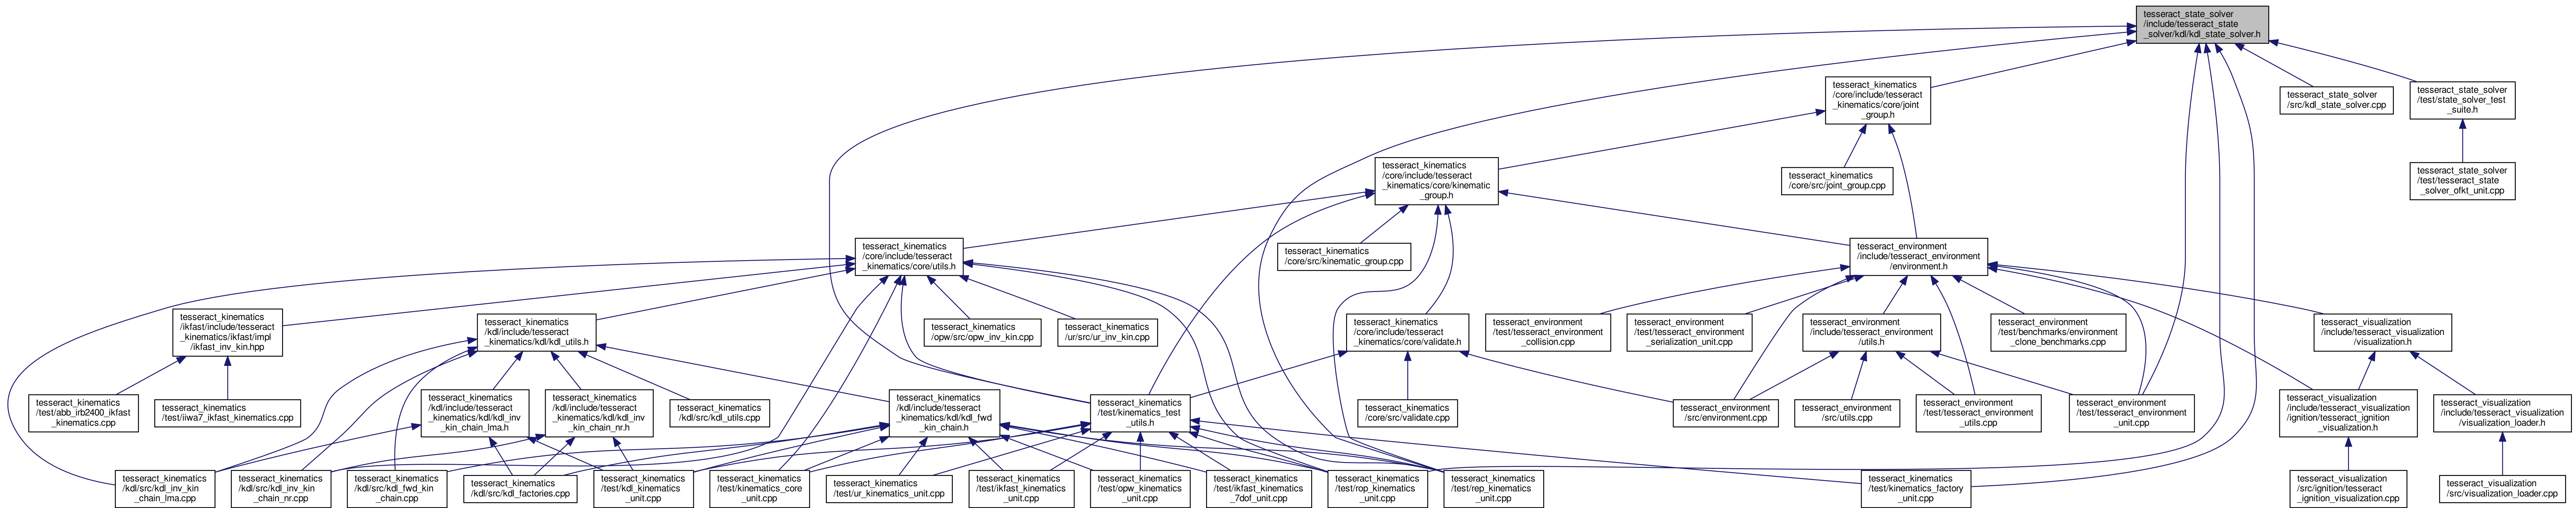 tesseract_state_solver
/include/tesseract_state
_solver/kdl/kdl_state_solver.h
tesseract_kinematics
/core/include/tesseract
_kinematics/core/joint
_group.h
tesseract_state_solver
/src/kdl_state_solver.cpp
tesseract_state_solver
/test/state_solver_test
_suite.h
tesseract_kinematics
/core/include/tesseract
_kinematics/core/kinematic
_group.h
tesseract_kinematics
/core/src/joint_group.cpp
tesseract_state_solver
/test/tesseract_state
_solver_ofkt_unit.cpp
tesseract_kinematics
/core/include/tesseract
_kinematics/core/utils.h
tesseract_kinematics
/core/src/kinematic_group.cpp
tesseract_environment
/include/tesseract_environment
/environment.h
tesseract_kinematics
/ikfast/include/tesseract
_kinematics/ikfast/impl
/ikfast_inv_kin.hpp
tesseract_kinematics
/kdl/include/tesseract
_kinematics/kdl/kdl_utils.h
tesseract_kinematics
/opw/src/opw_inv_kin.cpp
tesseract_kinematics
/ur/src/ur_inv_kin.cpp
tesseract_kinematics
/core/include/tesseract
_kinematics/core/validate.h
tesseract_environment
/test/tesseract_environment
_collision.cpp
tesseract_environment
/test/tesseract_environment
_serialization_unit.cpp
tesseract_environment
/include/tesseract_environment
/utils.h
tesseract_environment
/test/benchmarks/environment
_clone_benchmarks.cpp
tesseract_visualization
/include/tesseract_visualization
/visualization.h
tesseract_kinematics
/test/abb_irb2400_ikfast
_kinematics.cpp
tesseract_kinematics
/test/iiwa7_ikfast_kinematics.cpp
tesseract_kinematics
/kdl/include/tesseract
_kinematics/kdl/kdl_inv
_kin_chain_lma.h
tesseract_kinematics
/kdl/include/tesseract
_kinematics/kdl/kdl_inv
_kin_chain_nr.h
tesseract_kinematics
/kdl/src/kdl_utils.cpp
tesseract_kinematics
/kdl/include/tesseract
_kinematics/kdl/kdl_fwd
_kin_chain.h
tesseract_kinematics
/test/kinematics_test
_utils.h
tesseract_kinematics
/core/src/validate.cpp
tesseract_environment
/src/environment.cpp
tesseract_environment
/src/utils.cpp
tesseract_environment
/test/tesseract_environment
_utils.cpp
tesseract_environment
/test/tesseract_environment
_unit.cpp
tesseract_visualization
/include/tesseract_visualization
/ignition/tesseract_ignition
_visualization.h
tesseract_visualization
/include/tesseract_visualization
/visualization_loader.h
tesseract_kinematics
/kdl/src/kdl_inv_kin
_chain_lma.cpp
tesseract_kinematics
/kdl/src/kdl_inv_kin
_chain_nr.cpp
tesseract_kinematics
/kdl/src/kdl_fwd_kin
_chain.cpp
tesseract_kinematics
/kdl/src/kdl_factories.cpp
tesseract_kinematics
/test/kdl_kinematics
_unit.cpp
tesseract_kinematics
/test/kinematics_core
_unit.cpp
tesseract_kinematics
/test/ur_kinematics_unit.cpp
tesseract_kinematics
/test/ikfast_kinematics
_unit.cpp
tesseract_kinematics
/test/opw_kinematics
_unit.cpp
tesseract_kinematics
/test/ikfast_kinematics
_7dof_unit.cpp
tesseract_kinematics
/test/rop_kinematics
_unit.cpp
tesseract_kinematics
/test/rep_kinematics
_unit.cpp
tesseract_kinematics
/test/kinematics_factory
_unit.cpp
tesseract_visualization
/src/ignition/tesseract
_ignition_visualization.cpp
tesseract_visualization
/src/visualization_loader.cpp